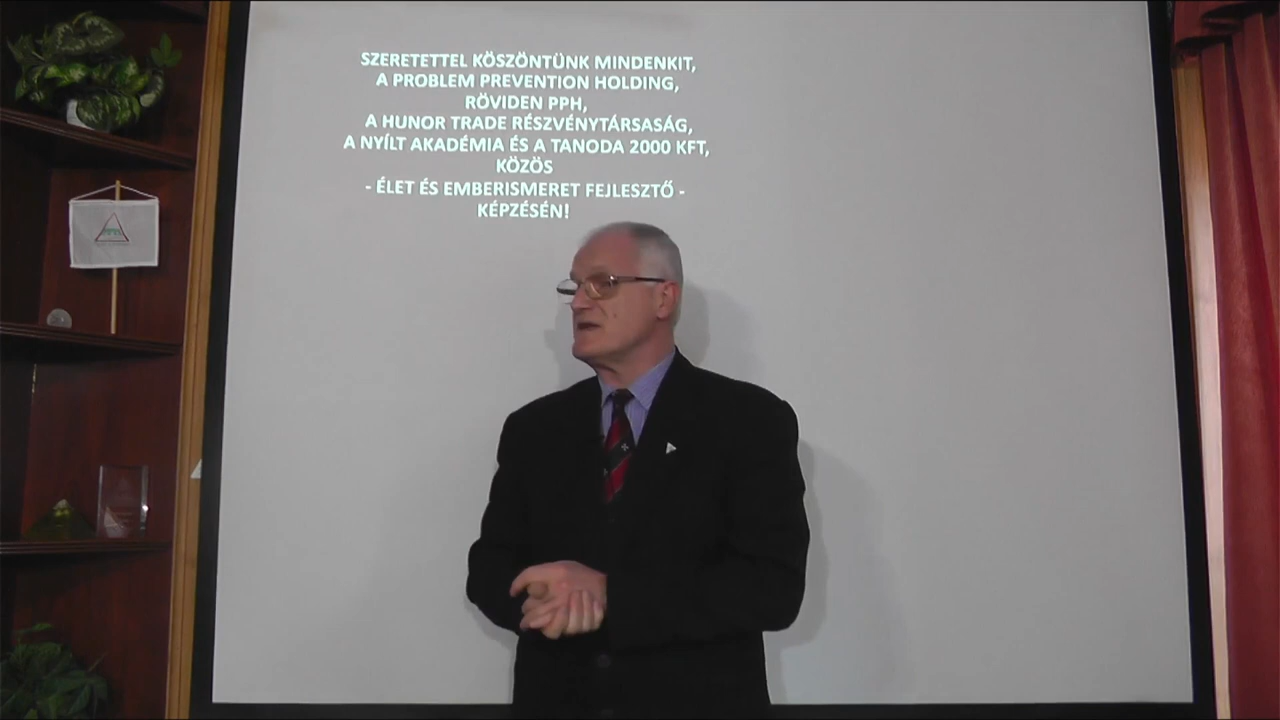 SZERETETTEL KÖSZÖNTÜNK MINDENKIT,
A PROBLEM PREVENTION HOLDING,
RÖVIDEN PPH,
A HUNOR TRADE RÉSZVÉNYTÁRSASÁG,
A NYÍLT AKADÉMIA ÉS A TANODA 2000 KFT,
KÖZÖS
- ÉLET ÉS EMBERISMERET FEJLESZTŐ -
KÉPZÉSÉN!